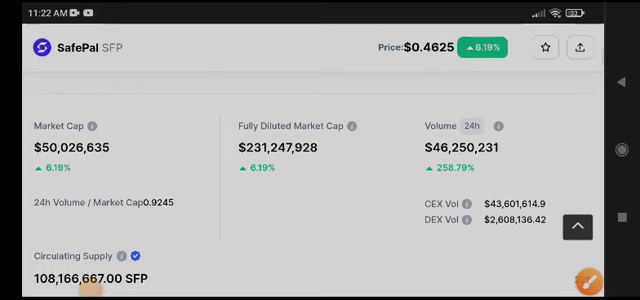 11:22 AM
SafePal SFP
Price:$0.4625 6.19%
Market Cap
$50,026,635
6.19%
24h Volume / Market Cap0.9245
Fully Diluted Market Cap
$231,247,928
6.19%
Volume 24h
$46,250,231
258.79%
CEX Vol $43,601,614.9
DEX Vol $2,608,136.42
Circulating Supply
108,166,667.00 SFP